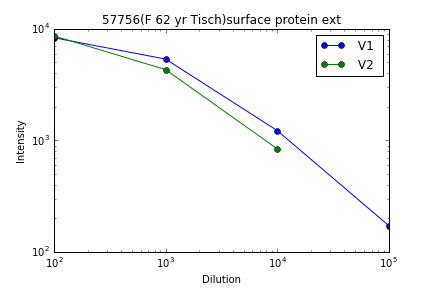 57756(F 62 yr Tisch)surface protein ext
V1
V2
Intensity
10^4
10^3
10^2
10^2 10^3 10^4 10^5
Dilution